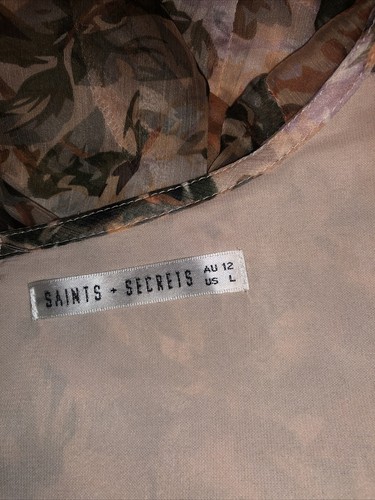 SAINTS + SECRETS AU 12
US L